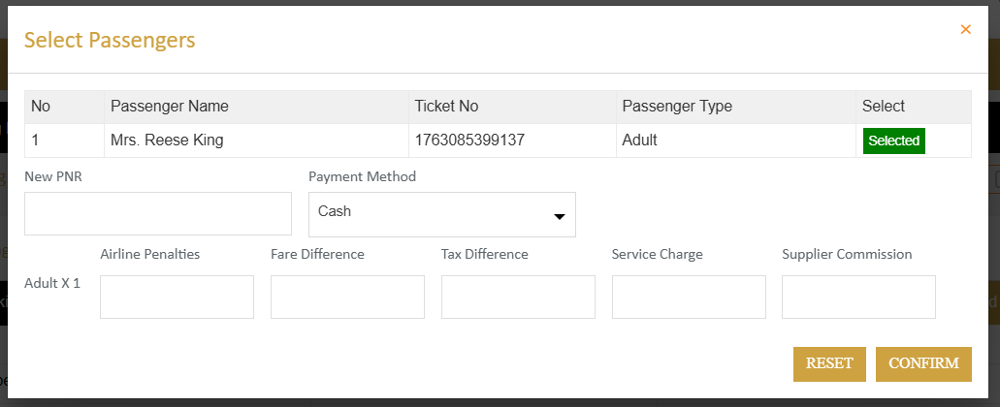 Select Passengers ×
No Passenger Name Ticket No Passenger Type Select
1 Mrs. Reese King 1763085399137 Adult Selected
New PNR Payment Method
Cash
Airline Penalties Fare Difference Tax Difference Service Charge Supplier Commission
Adult X 1
RESET CONFIRM